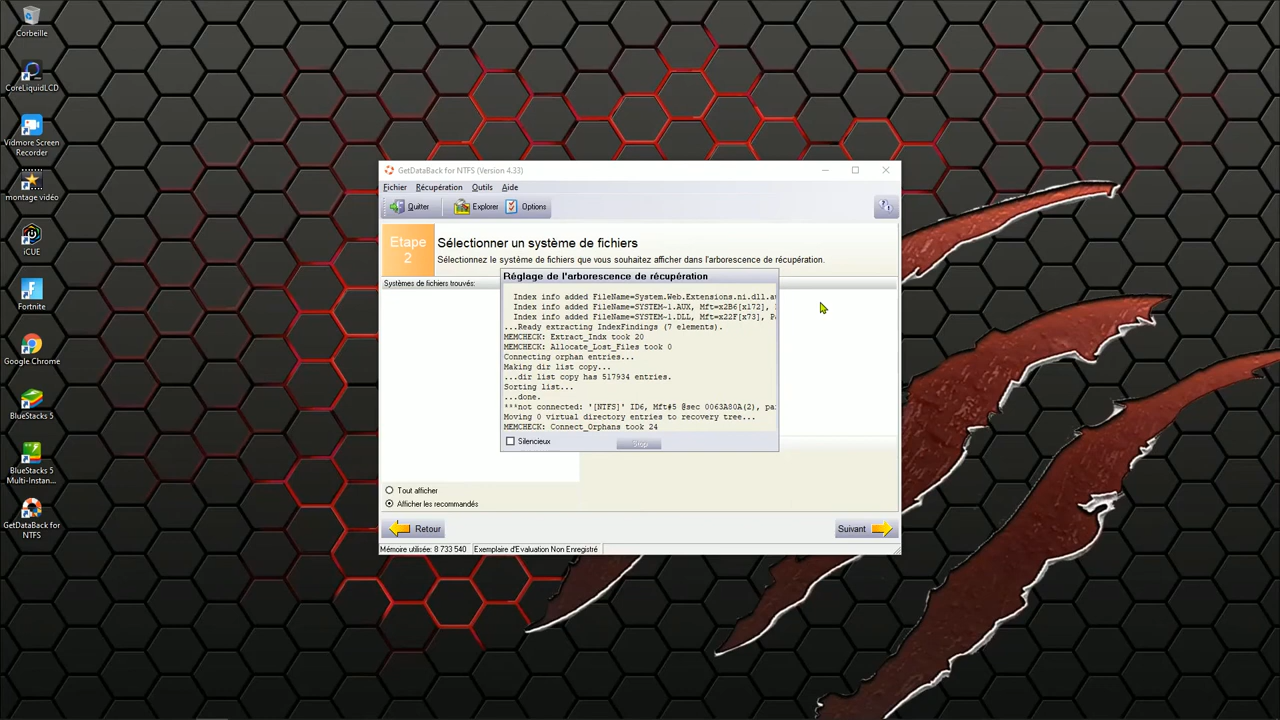 Corbeille
CoreLiquidLCD
Vidmore Screen
Recorder
montage vidéo
iCUE
Fortnite
Google Chrome
BlueStacks 5
BlueStacks 5
Multi-Instan...
GetDataBack for
NTFS
GetDataBack for NTFS (Version 4.33)
Fichier Récupération Outils Aide
Quitter Explorer Options
Etape
2
Sélectionner un système de fichiers
Sélectionnez le système de fichiers que vous souhaitez afficher dans l'arborescence de récupération.
Systèmes de fichiers trouvés:
Réglage de l'arborescence de récupération
Index info added FileName=System.Web.Extensions.ni.dll.au
Index info added FileName=SYSTEM~1.AUX, Mft=x2B6[x172],
Index info added FileName=SYSTEM~1.DLL, Mft=x22F[x73],
...Ready extracting IndexFindings (7 elements).
MEMCHECK: Extract_Indx took 20
MEMCHECK: Allocate_Lost_Files took 0
Connecting orphan entries...
Making dir list copy...
...dir list copy has 517934 entries.
Sorting list...
...done.
***not connected: '[NTFS]' ID6, Mft#5 @sec 0063A80A(2), pa
Moving 0 virtual directory entries to recovery tree...
MEMCHECK: Connect_Orphans took 24
Silencieux Stop
Tout afficher
Afficher les recommandés
Retour Suivant
Mémoire utilisée: 8 733 540 Exemplaire d'Evaluation Non Enregistré